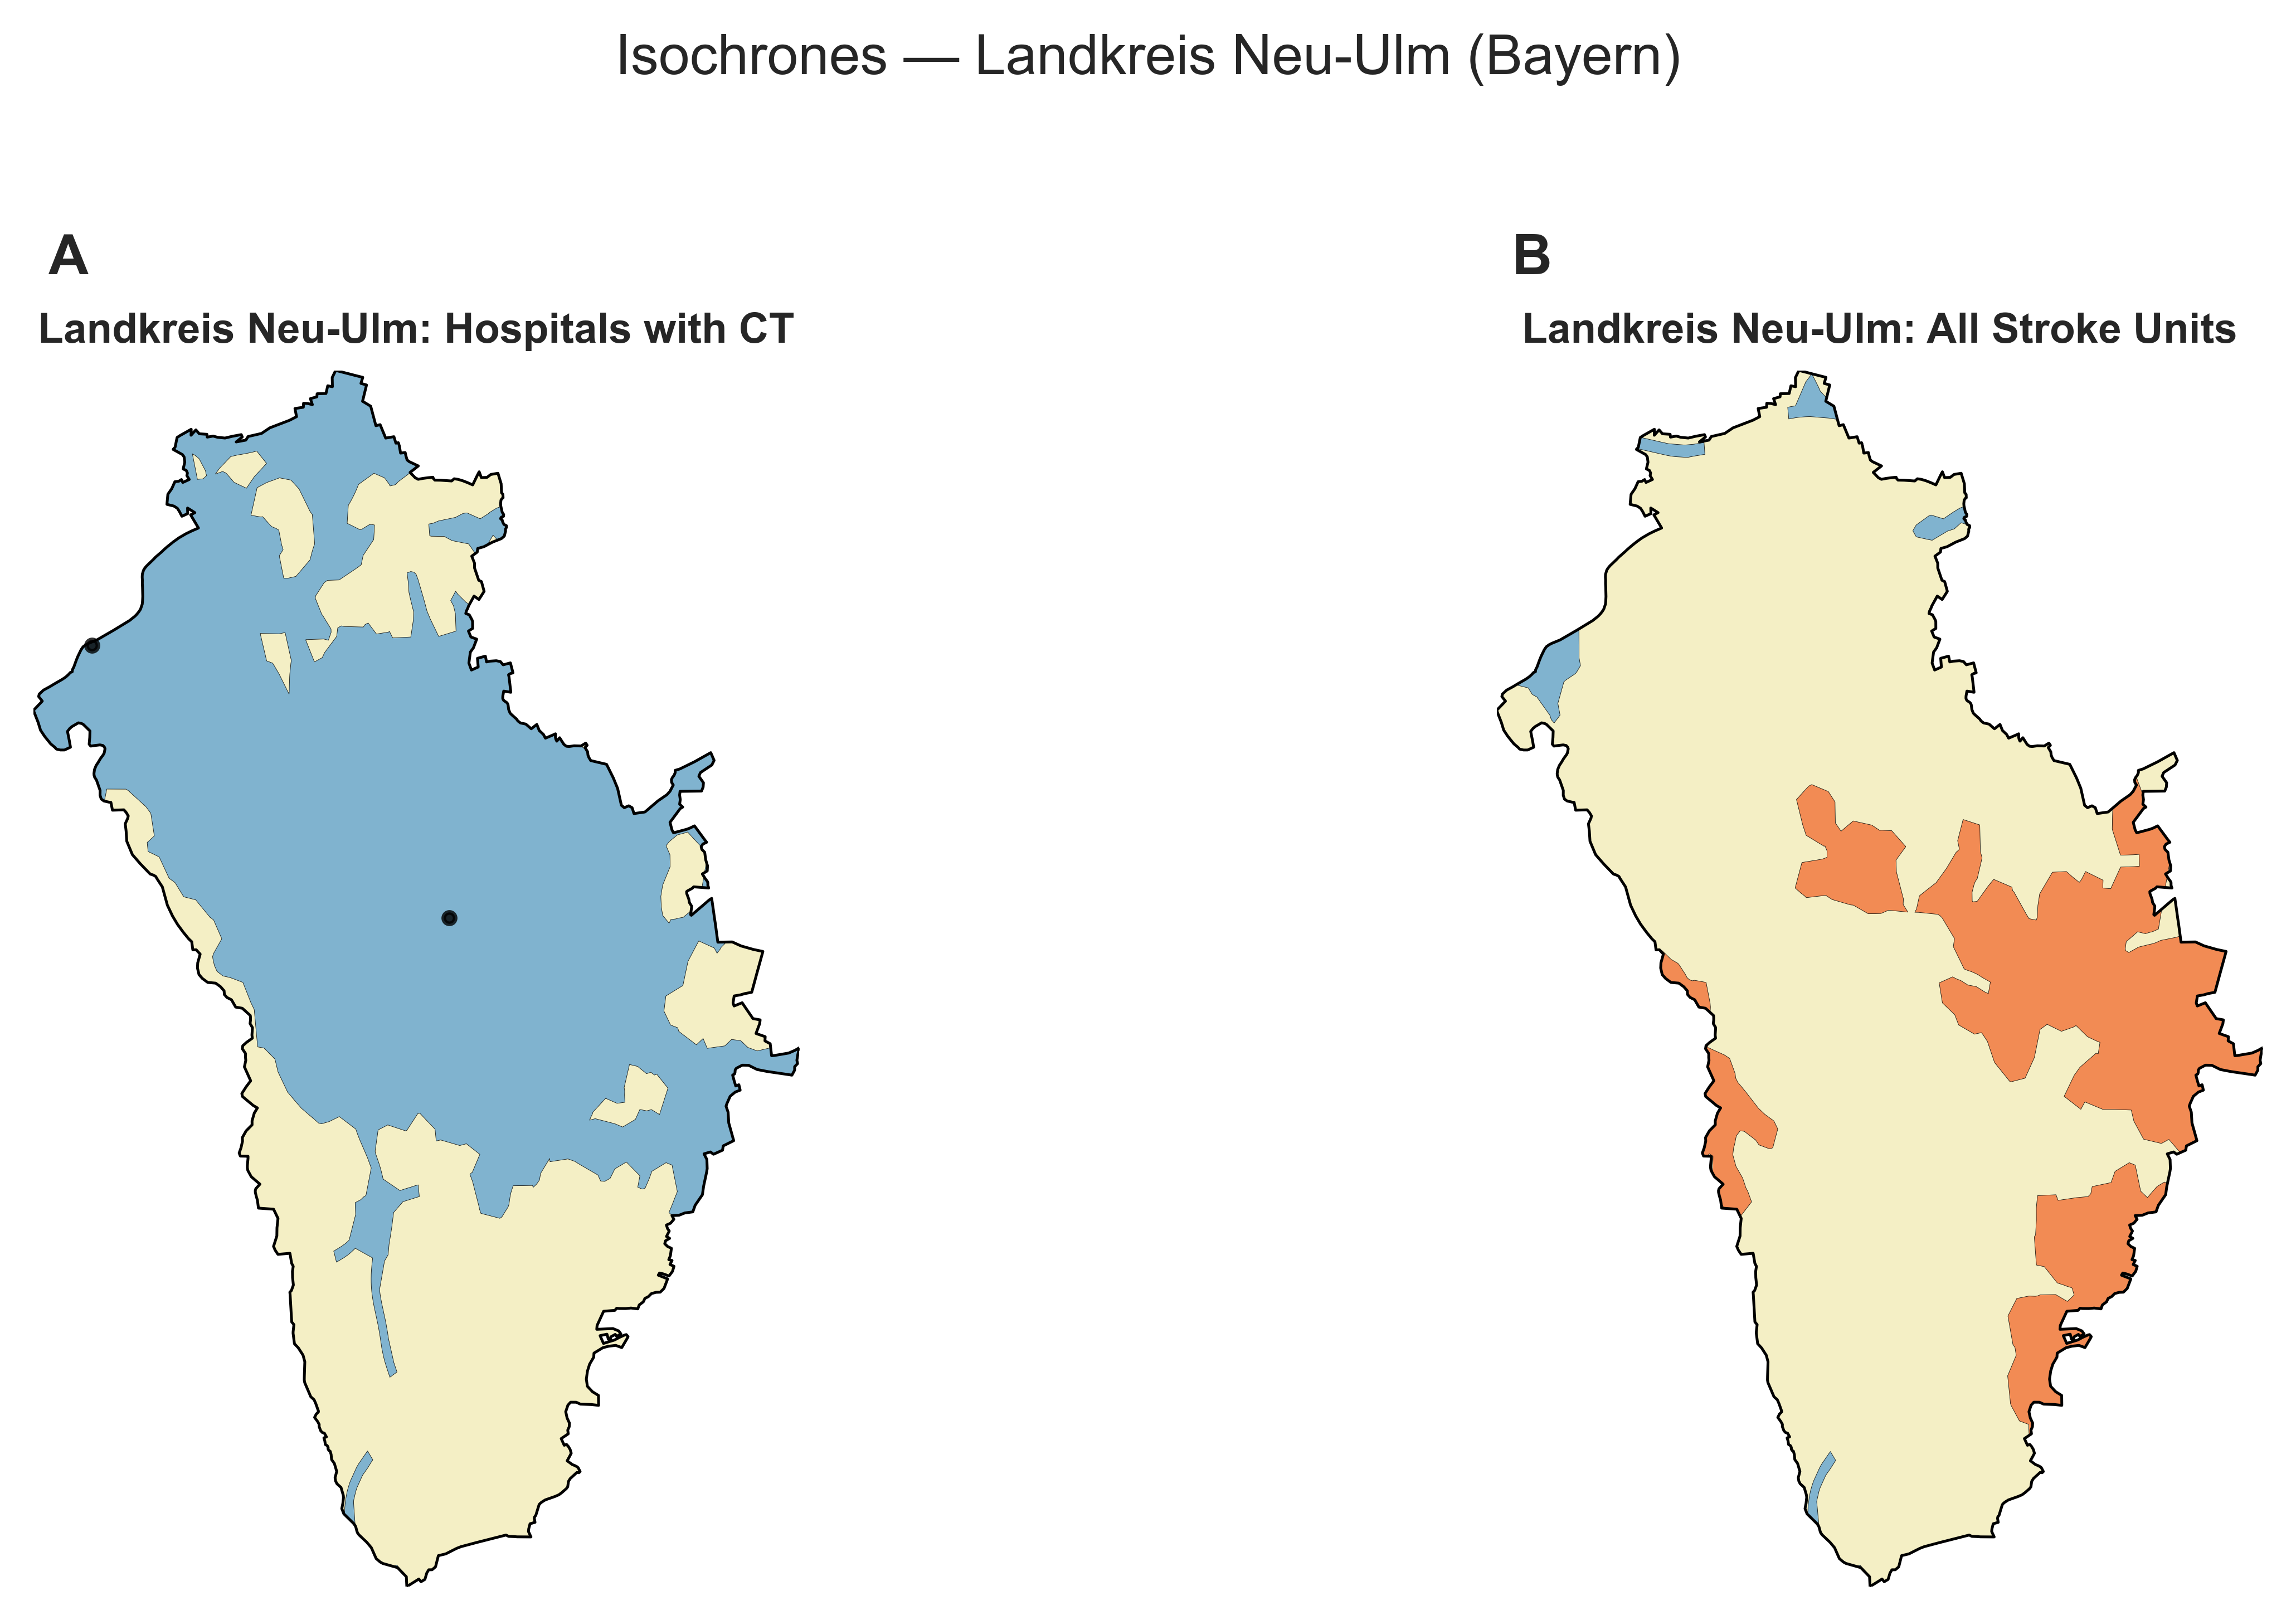 Isochrones — Landkreis Neu-Ulm (Bayern)
A
Landkreis Neu-Ulm: Hospitals with CT
B
Landkreis Neu-Ulm: All Stroke Units